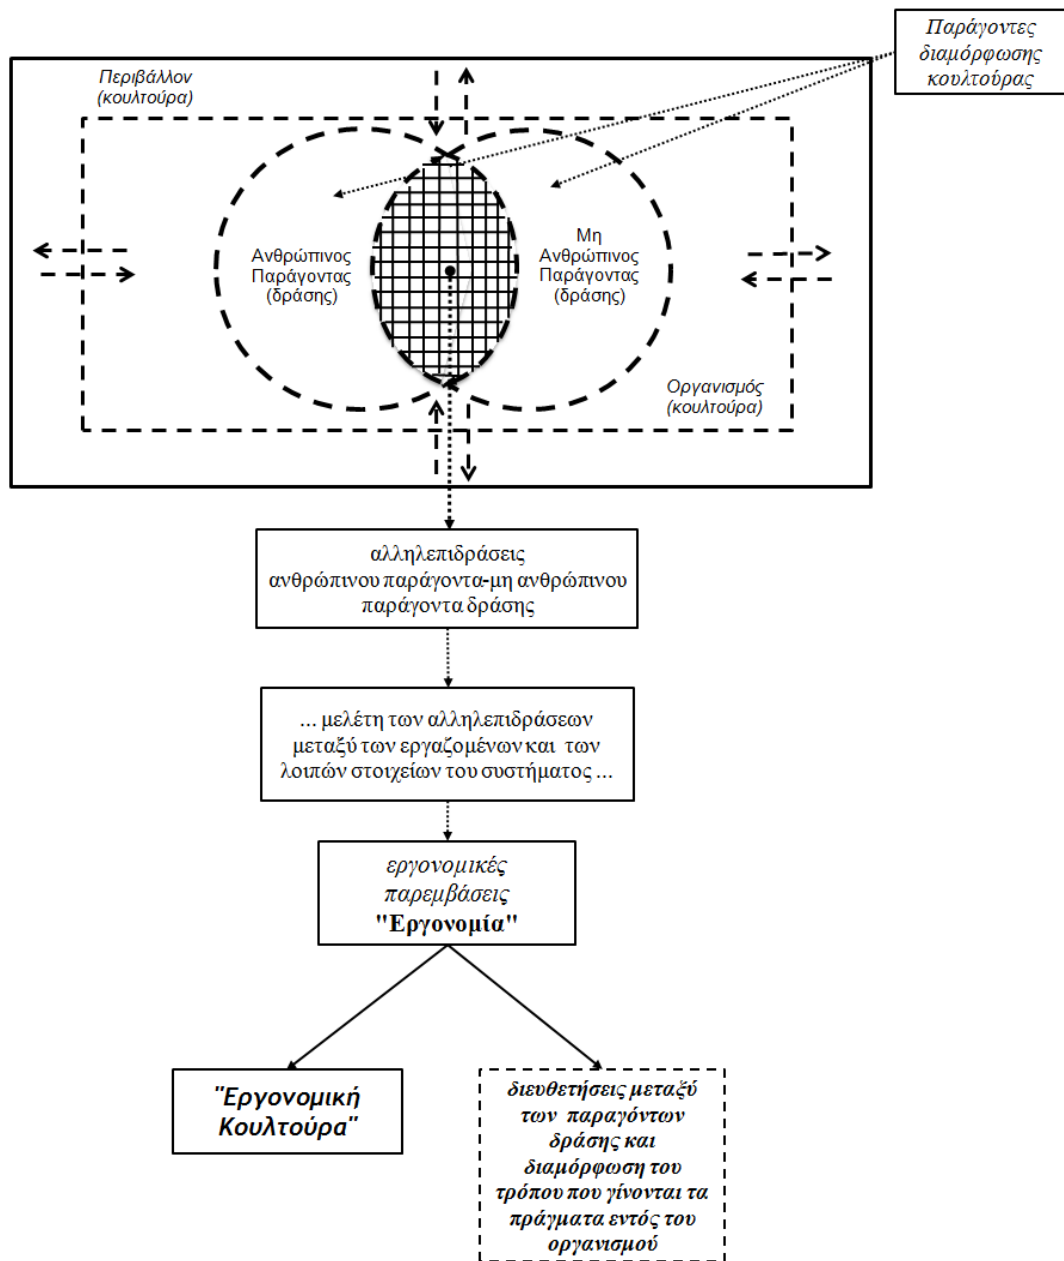 Παράγοντες
διαμόρφωσης
κουλτούρας
Περιβάλλον
(κουλτούρα)
Ανθρώπινος
Παράγοντας
(δράσης)
Μη
Ανθρώπινος
Παράγοντας
(δράσης)
Οργανισμός
(κουλτούρα)
αλληλεπιδράσεις
ανθρώπινου παράγοντα-μη ανθρώπινου
παράγοντα δράσης
... μελέτη των αλληλεπιδράσεων
μεταξύ των εργαζομένων και των
λοιπών στοιχείων του συστήματος ...
εργονομικές
παρεμβάσεις
"Εργονομία"
"Εργονομική
Κουλτούρα"
διευθετήσεις μεταξύ
των παραγόντων
δράσης και
διαμόρφωση του
τρόπου που γίνονται τα
πράγματα εντός του
οργανισμού